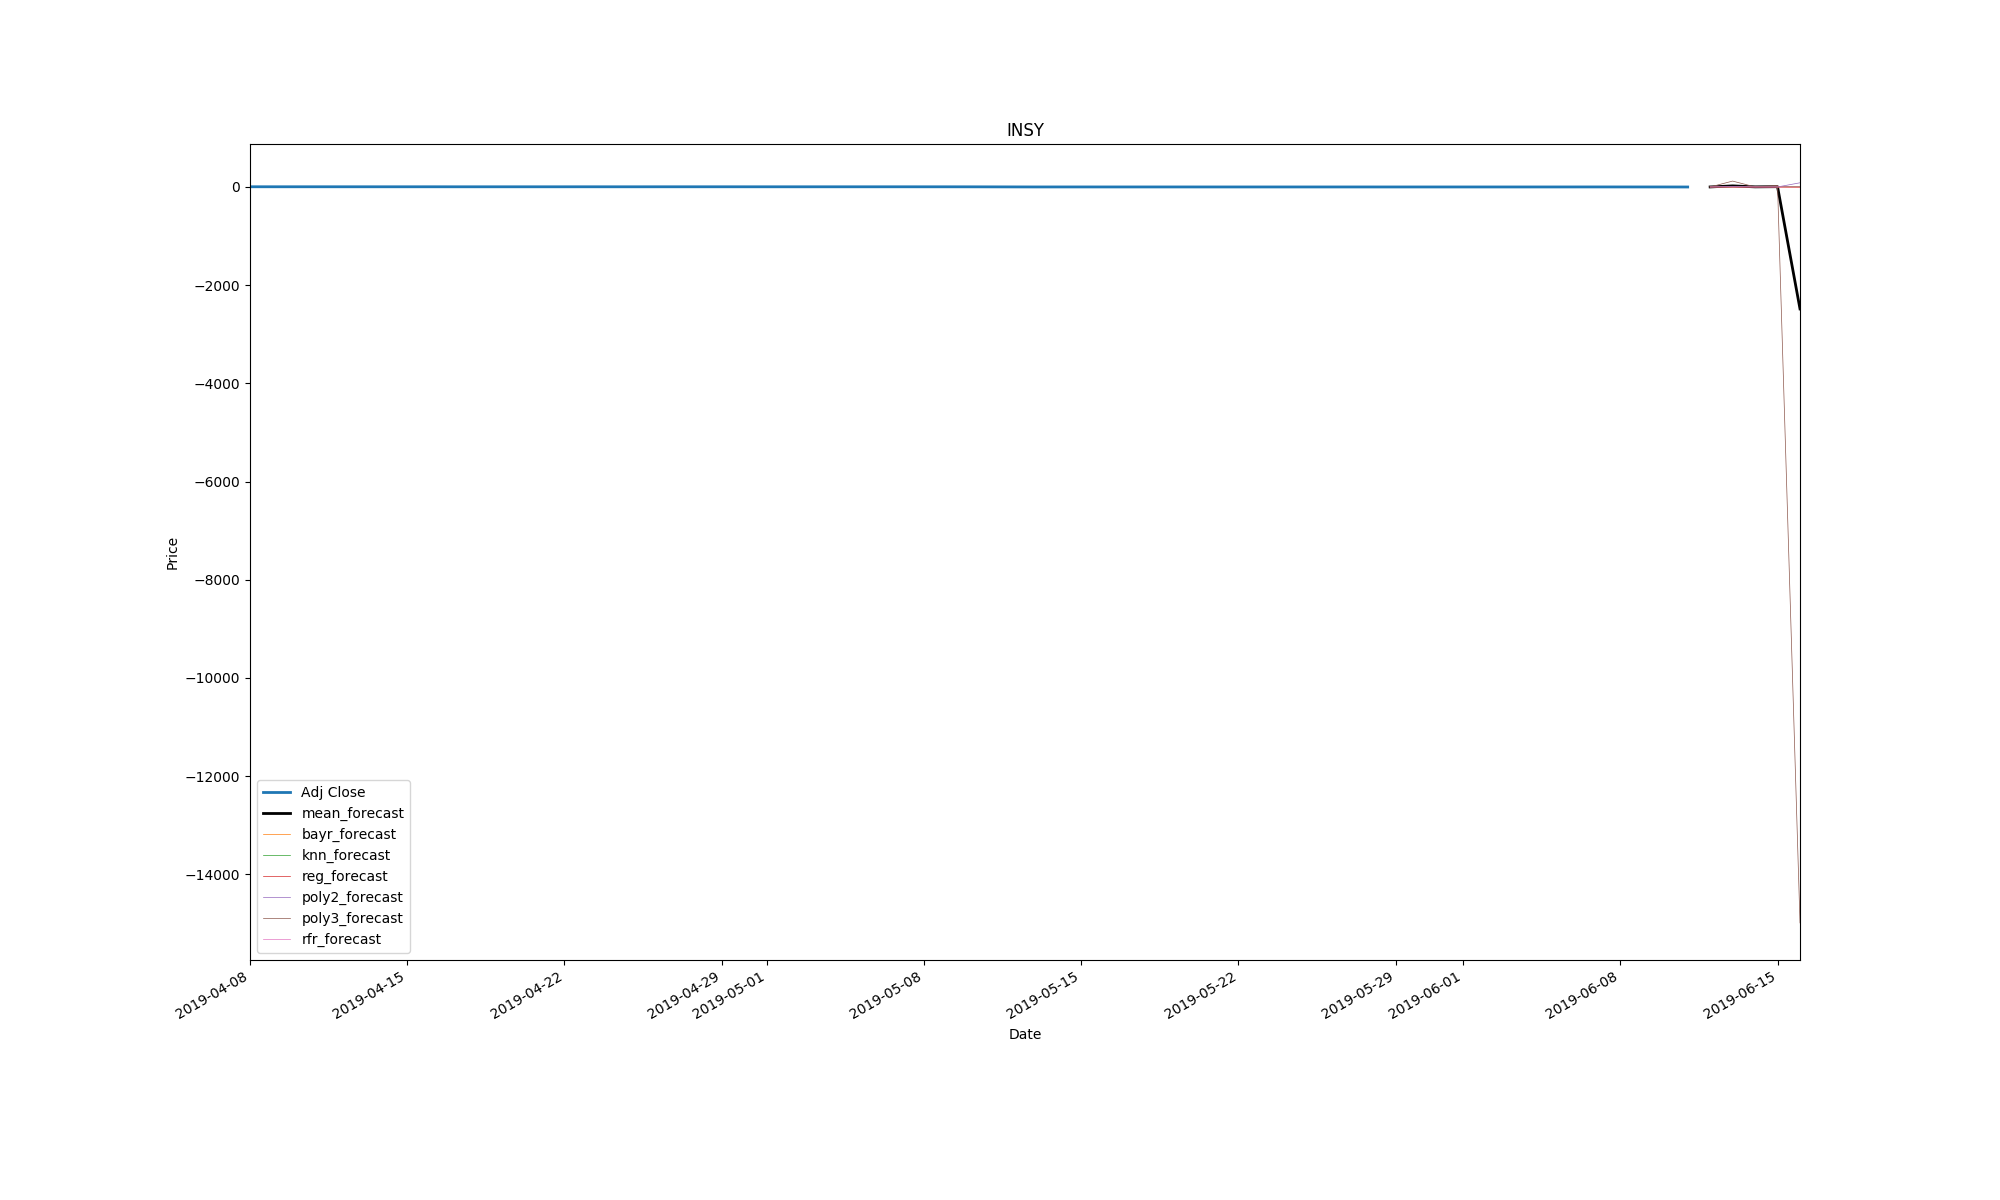 INSY
0
−2000
−4000
−6000
−8000
−10000
−12000
−14000
Price
Adj Close
mean_forecast
bayr_forecast
knn_forecast
reg_forecast
poly2_forecast
poly3_forecast
rfr_forecast
2019-04-08
2019-04-15
2019-04-22
2019-04-29
2019-05-01
2019-05-08
2019-05-15
2019-05-22
2019-05-29
2019-06-01
2019-06-08
2019-06-15
Date